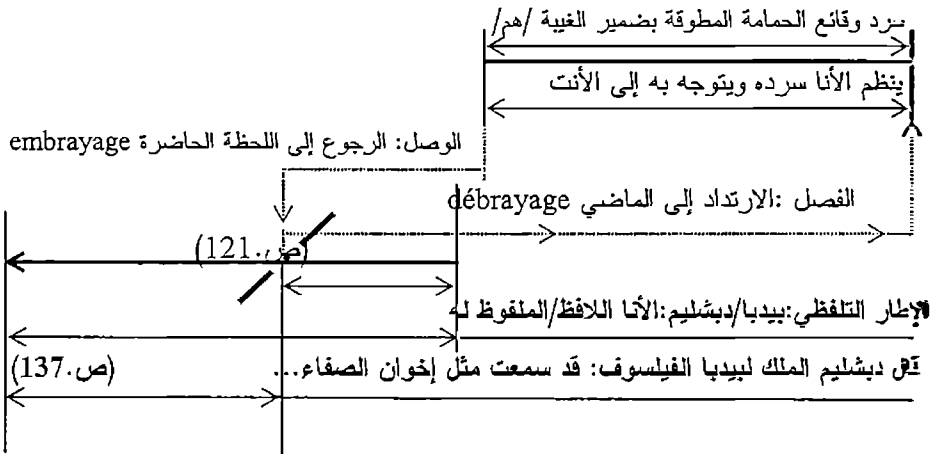 سرد وقائع الحمامة المطوقة بضمير الغيبة /هم/
ينظم الأنا سرده ويتوجه به إلى الأنت
الوصل: الرجوع إلى اللحظة الحاضرة embrayage
الفصل :الارتداد إلى الماضي débrayage
(ص.121)
الإطار التلفظي:بيدبا/دبشليم:الأنا اللافظ/الملفوظ له
قال دبشليم الملك لبيدبا الفيلسوف: قد سمعت مثل إخوان الصفاء... (ص.137)